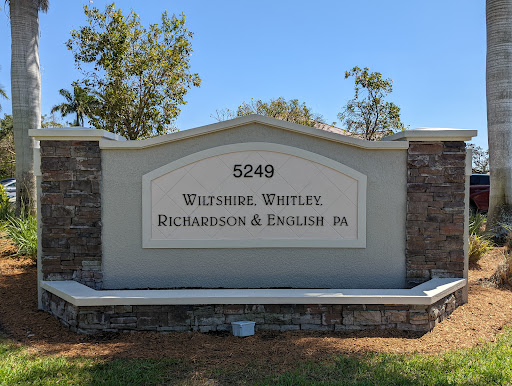 5249
Wiltshire, Whitley,
Richardson & English PA